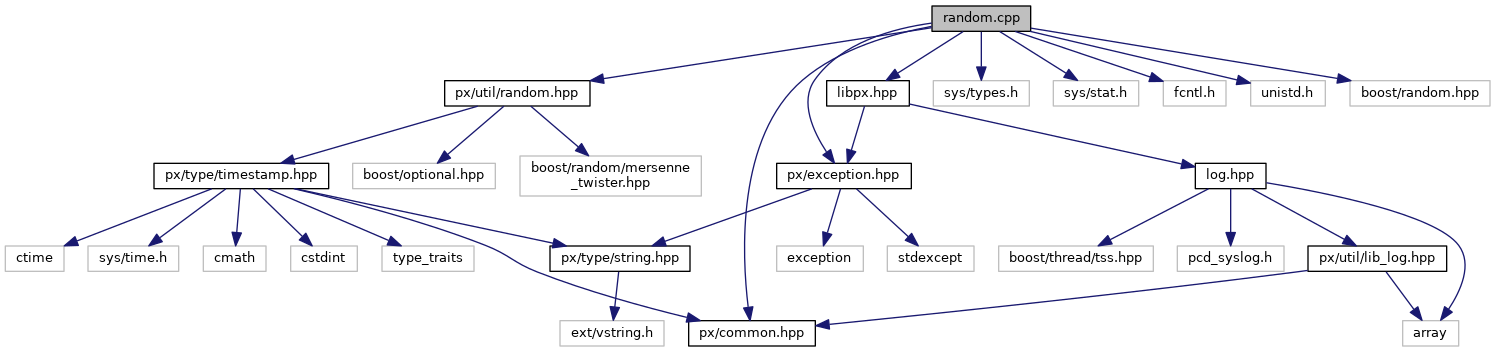 random.cpp
px/util/random.hpp
libpx.hpp
sys/types.h
sys/stat.h
fcntl.h
unistd.h
boost/random.hpp
px/type/timestamp.hpp
boost/optional.hpp
boost/random/mersenne
_twister.hpp
px/exception.hpp
log.hpp
ctime
sys/time.h
cmath
cstdint
type_traits
px/type/string.hpp
exception
stdexcept
boost/thread/tss.hpp
pcd_syslog.h
px/util/lib_log.hpp
ext/vstring.h
px/common.hpp
array